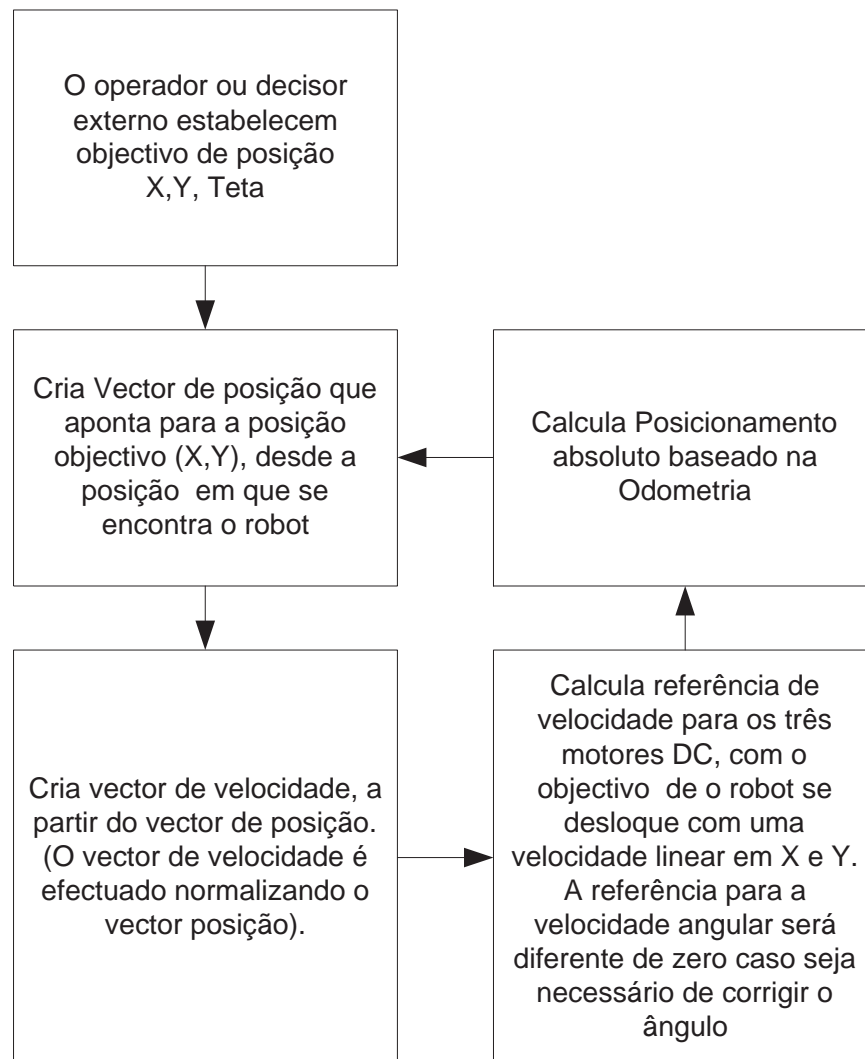 O operador ou decisor
externo estabelecem
objectivo de posição
X,Y, Teta
Cria Vector de posição que
aponta para a posição
objectivo (X,Y), desde a
posição em que se
encontra o robot
Calcula Posicionamento
absoluto baseado na
Odometria
Cria vector de velocidade, a
partir do vector de posição.
(O vector de velocidade é
efectuado normalizando o
vector posição).
Calcula referência de
velocidade para os três
motores DC, com o
objectivo de o robot se
desloque com uma
velocidade linear em X e Y.
A referência para a
velocidade angular será
diferente de zero caso seja
necessário de corrigir o
ângulo